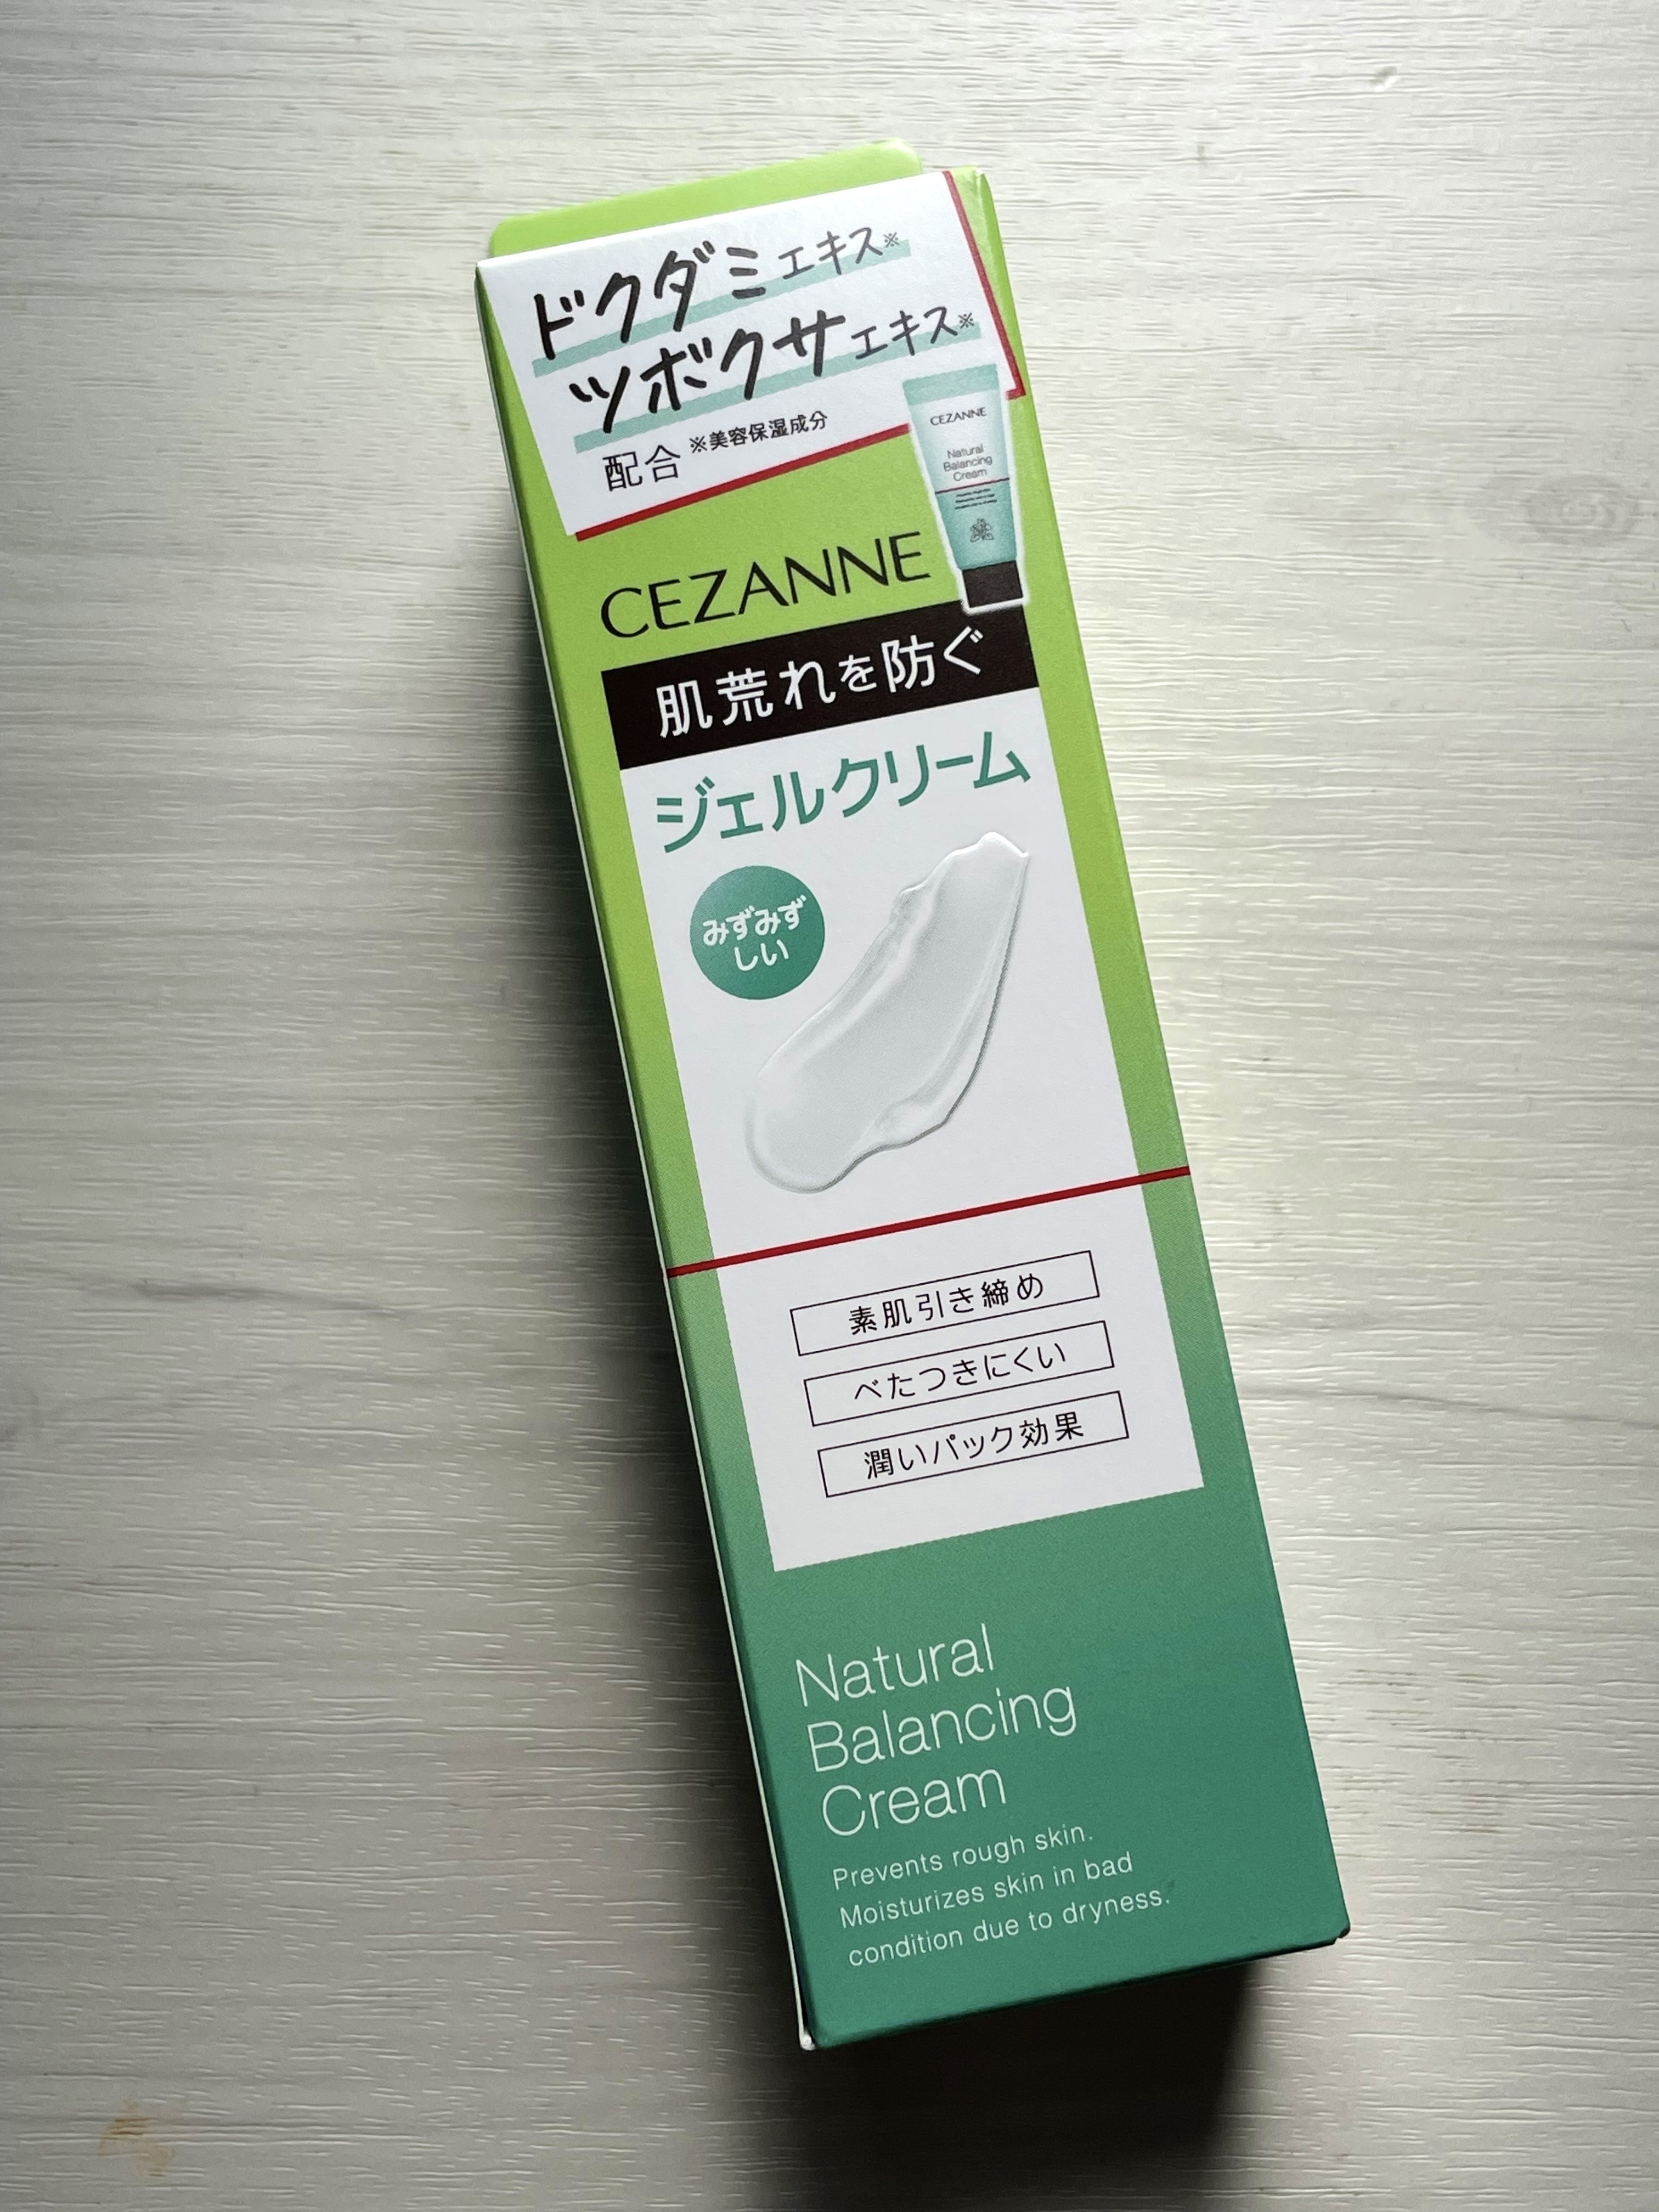 ドクダミエキス※
ツボクサエキス※
配合 ※美容保湿成分
CEZANNE
Natural
Balancing
Cream
CEZANNE
肌荒れを防ぐ
ジェルクリーム
みずみず
しい
素肌引き締め
べたつきにくい
潤いパック効果
Natural
Balancing
Cream
Prevents rough skin.
Moisturizes skin in bad
condition due to dryness.